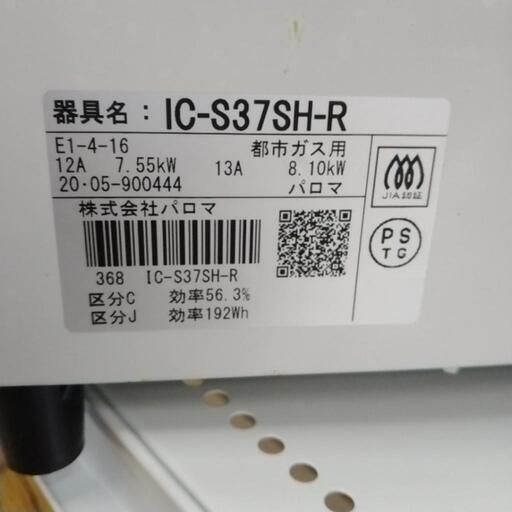 器具名：IC-S37SH-R
E1-4-16 都市ガス用
12A 7.55kW 13A 8.10kW
20・05-900444 パロマ
株式会社パロマ
368 IC-S37SH-R
区分C 効率56.3%
区分J 効率192Wh
JIA認証
PS
TG